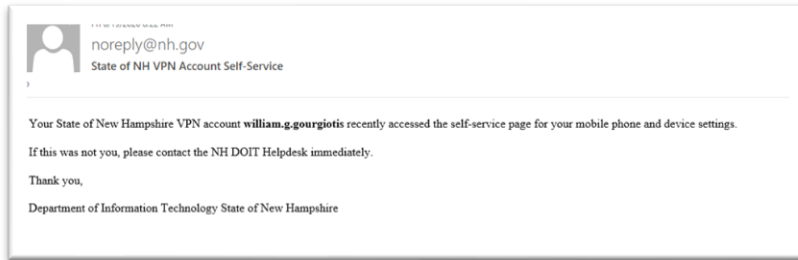 noreply@nh.gov
State of NH VPN Account Self-Service
Your State of New Hampshire VPN account william.g.gourgiotis recently accessed the self-service page for your mobile phone and device settings.
If this was not you, please contact the NH DOIT Helpdesk immediately.
Thank you,
Department of Information Technology State of New Hampshire